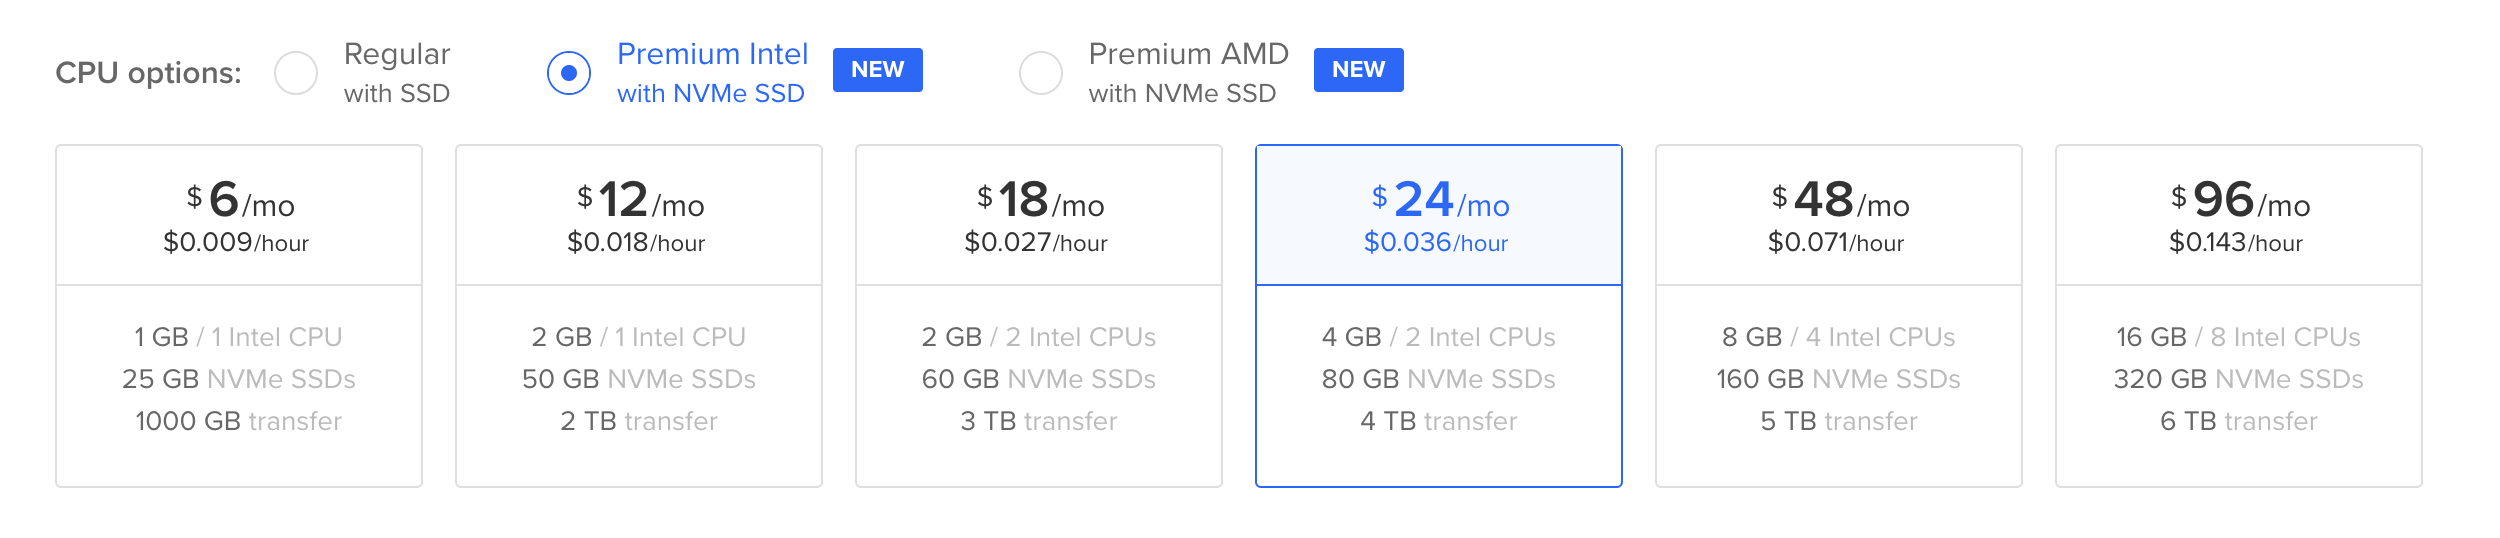 CPU options:
Regular
with SSD
Premium Intel
with NVMe SSD
NEW
Premium AMD
with NVMe SSD
NEW
$6/mo
$0.009/hour
1 GB / 1 Intel CPU
25 GB NVMe SSDs
1000 GB transfer
$12/mo
$0.018/hour
2 GB / 1 Intel CPU
50 GB NVMe SSDs
2 TB transfer
$18/mo
$0.027/hour
2 GB / 2 Intel CPUs
60 GB NVMe SSDs
3 TB transfer
$24/mo
$0.036/hour
4 GB / 2 Intel CPUs
80 GB NVMe SSDs
4 TB transfer
$48/mo
$0.071/hour
8 GB / 4 Intel CPUs
160 GB NVMe SSDs
5 TB transfer
$96/mo
$0.143/hour
16 GB / 8 Intel CPUs
320 GB NVMe SSDs
6 TB transfer